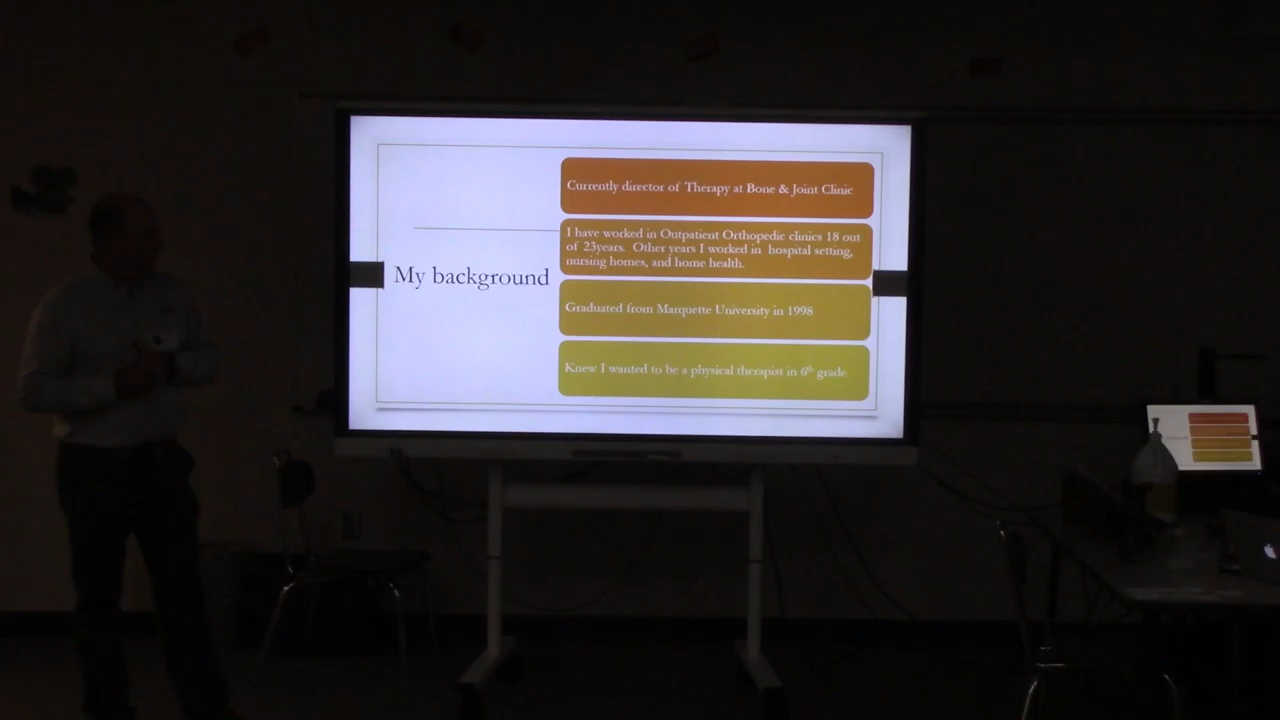 My background
Currently director of Therapy at Bone & Joint Clinic
I have worked in Outpatient Orthopedic clinics 18 out
of 23years. Other years I worked in hospital setting,
nursing homes, and home health.
Graduated from Marquette University in 1998
Knew I wanted to be a physical therapist in 6th grade